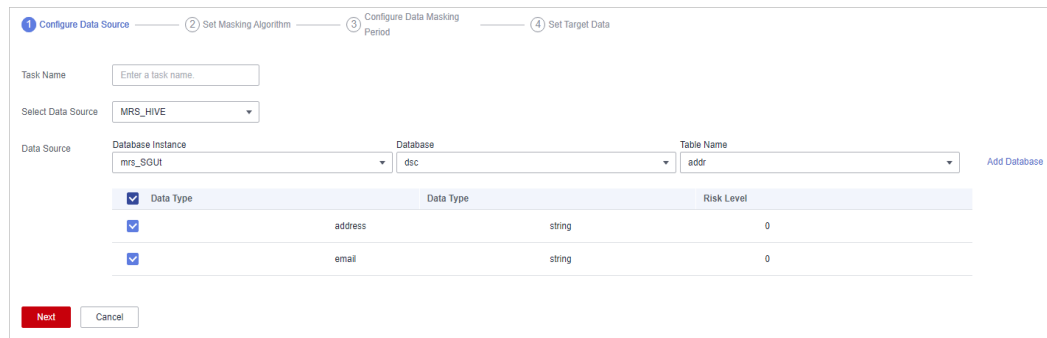 1 Configure Data Source 2 Set Masking Algorithm 3 Configure Data Masking Period 4 Set Target Data
Task Name Enter a task name.
Select Data Source MRS_HIVE
Data Source
Database Instance Database Table Name
mrs_SGUt dsc addr Add Database
Data Type Data Type Risk Level
address string 0
email string 0
Next Cancel